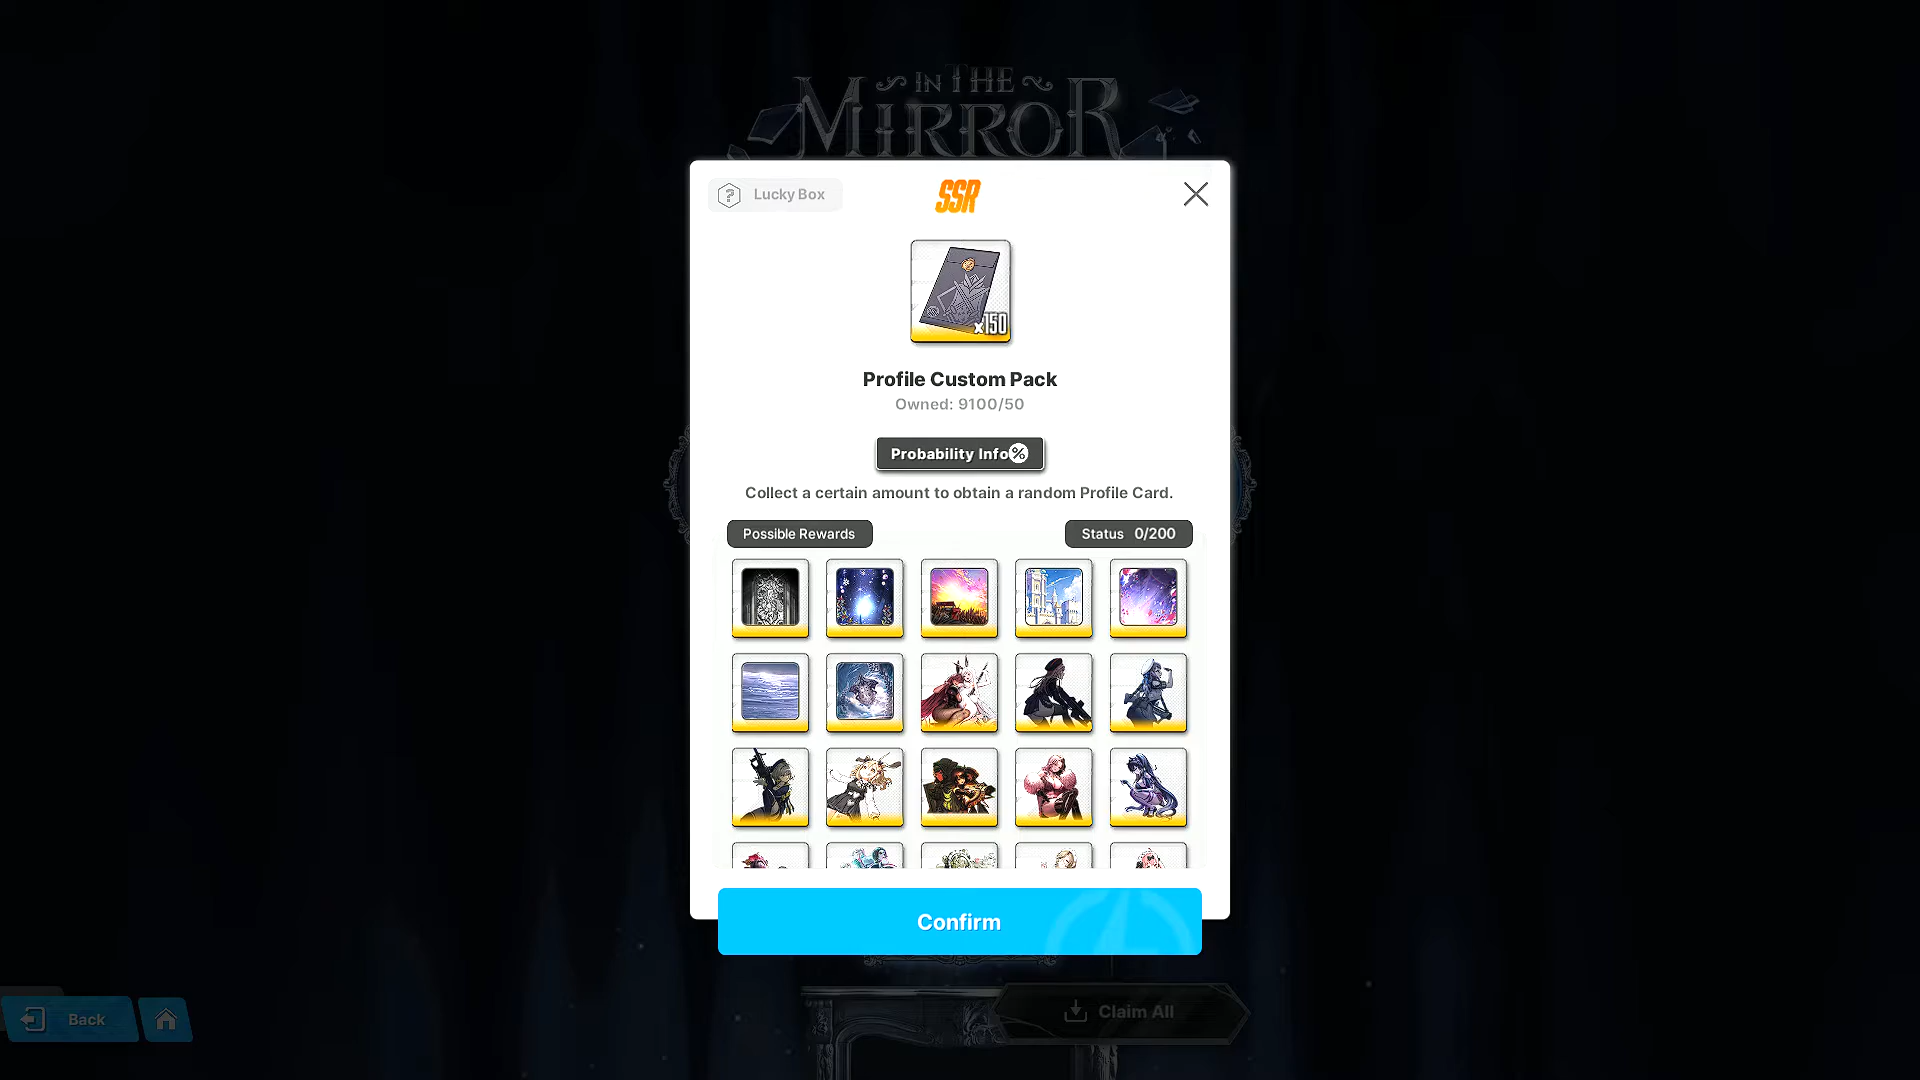 IN THE
MIRROR
Lucky Box
SSR
x150
Profile Custom Pack
Owned: 9100/50
Probability Info%
Collect a certain amount to obtain a random Profile Card.
Possible Rewards
Status 0/200
Confirm
Back
Claim All